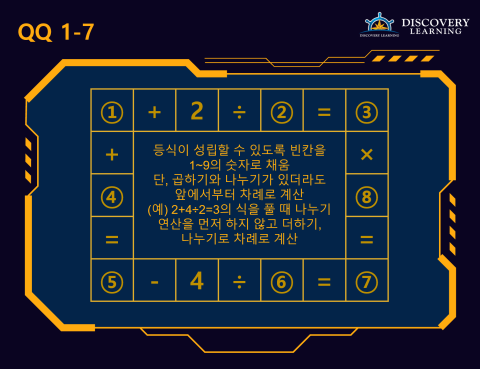 QQ 1-7
DISCOVERY
LEARNING
DISCOVERY LEARNING
① + 2 ÷ ② = ③
+ ×
등식이 성립할 수 있도록 빈칸을
1~9의 숫자로 채움
단, 곱하기와 나누기가 있더라도
앞에서부터 차례로 계산
(예) 2+4÷2=3의 식을 풀 때 나누기
연산을 먼저 하지 않고 더하기,
나누기로 차례로 계산
④ ⑧
= =
⑤ - 4 ÷ ⑥ = ⑦